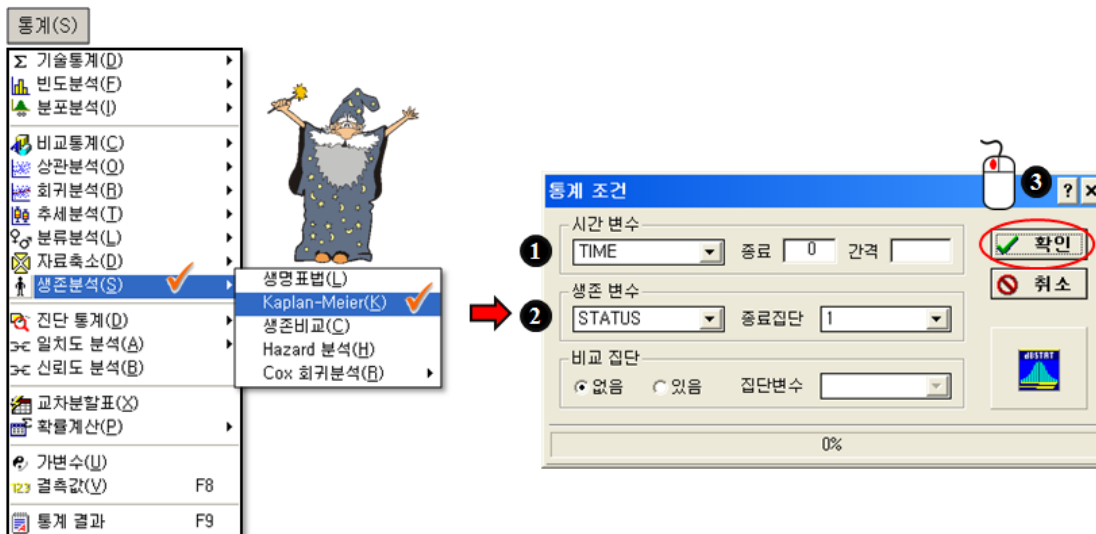 통계(S)
Σ 기술통계(D)
빈도분석(F)
분포분석(I)
비교통계(C)
상관분석(O)
회귀분석(R)
추세분석(T)
분류분석(L)
자료축소(D)
생존분석(S)
진단 통계(D)
일치도 분석(A)
신뢰도 분석(B)
교차분할표(X)
확률계산(P)
가변수(U)
123 결측값(V) F8
통계 결과 F9
생명표법(L)
Kaplan-Meier(K)
생존비교(C)
Hazard 분석(H)
Cox 회귀분석(R)
통계 조건
3
?
시간 변수
1 TIME 종료 0 간격
확인
생존 변수
취소
2 STATUS 종료집단 1
비교 집단
없음 있음 집단변수
dBSTAT
0%